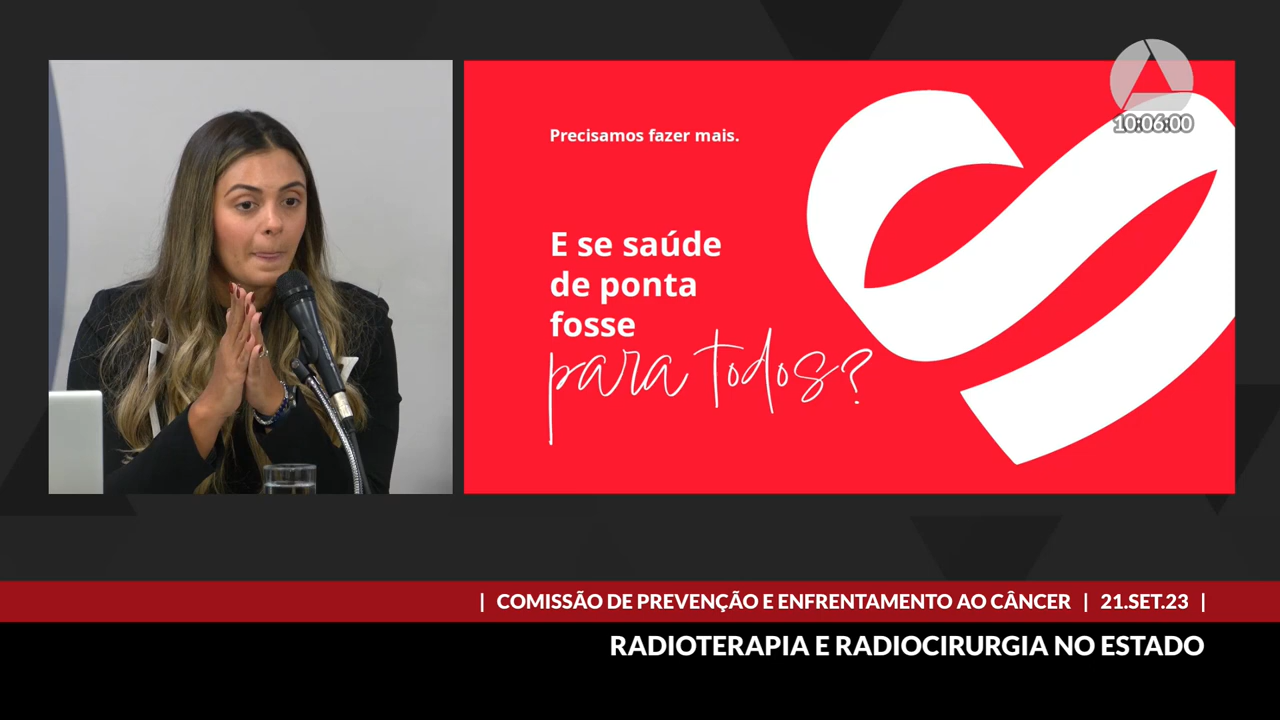 10:06:00
Precisamos fazer mais.
E se saúde
de ponta
fosse
para todos?
| COMISSÃO DE PREVENÇÃO E ENFRENTAMENTO AO CÂNCER | 21.SET.23 |
RADIOTERAPIA E RADIOCIRURGIA NO ESTADO